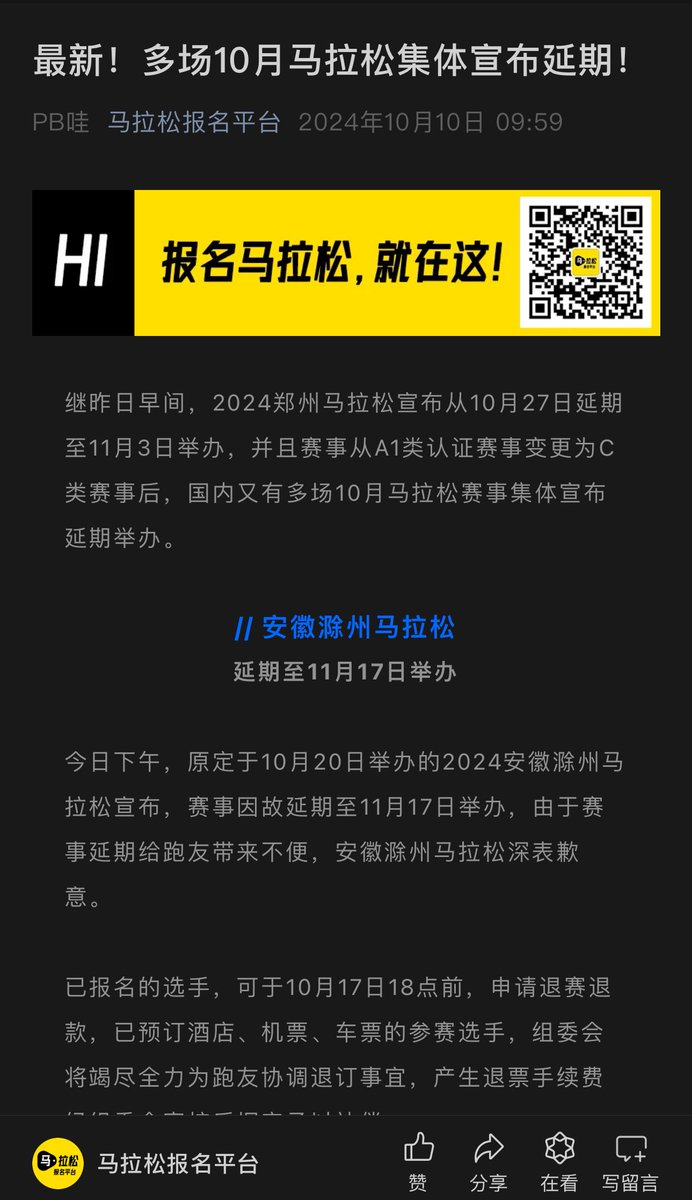 最新！多场10月马拉松集体宣布延期！
PB哇 马拉松报名平台 2024年10月10日 09:59
HI 报名马拉松,就在这!
马拉松
报名平台
继昨日早间，2024郑州马拉松宣布从10月27日延期
至11月3日举办，并且赛事从A1类认证赛事变更为C
类赛事后，国内又有多场10月马拉松赛事集体宣布
延期举办。
// 安徽滁州马拉松
延期至11月17日举办
今日下午，原定于10月20日举办的2024安徽滁州马
拉松宣布，赛事因故延期至11月17日举办，由于赛
事延期给跑友带来不便，安徽滁州马拉松深表歉
意。
已报名的选手，可于10月17日18点前，申请退赛退
款，已预订酒店、机票、车票的参赛选手，组委会
将竭尽全力为跑友协调退订事宜，产生退票手续费
马拉松
报名平台
马拉松报名平台
赞 分享 在看 写留言